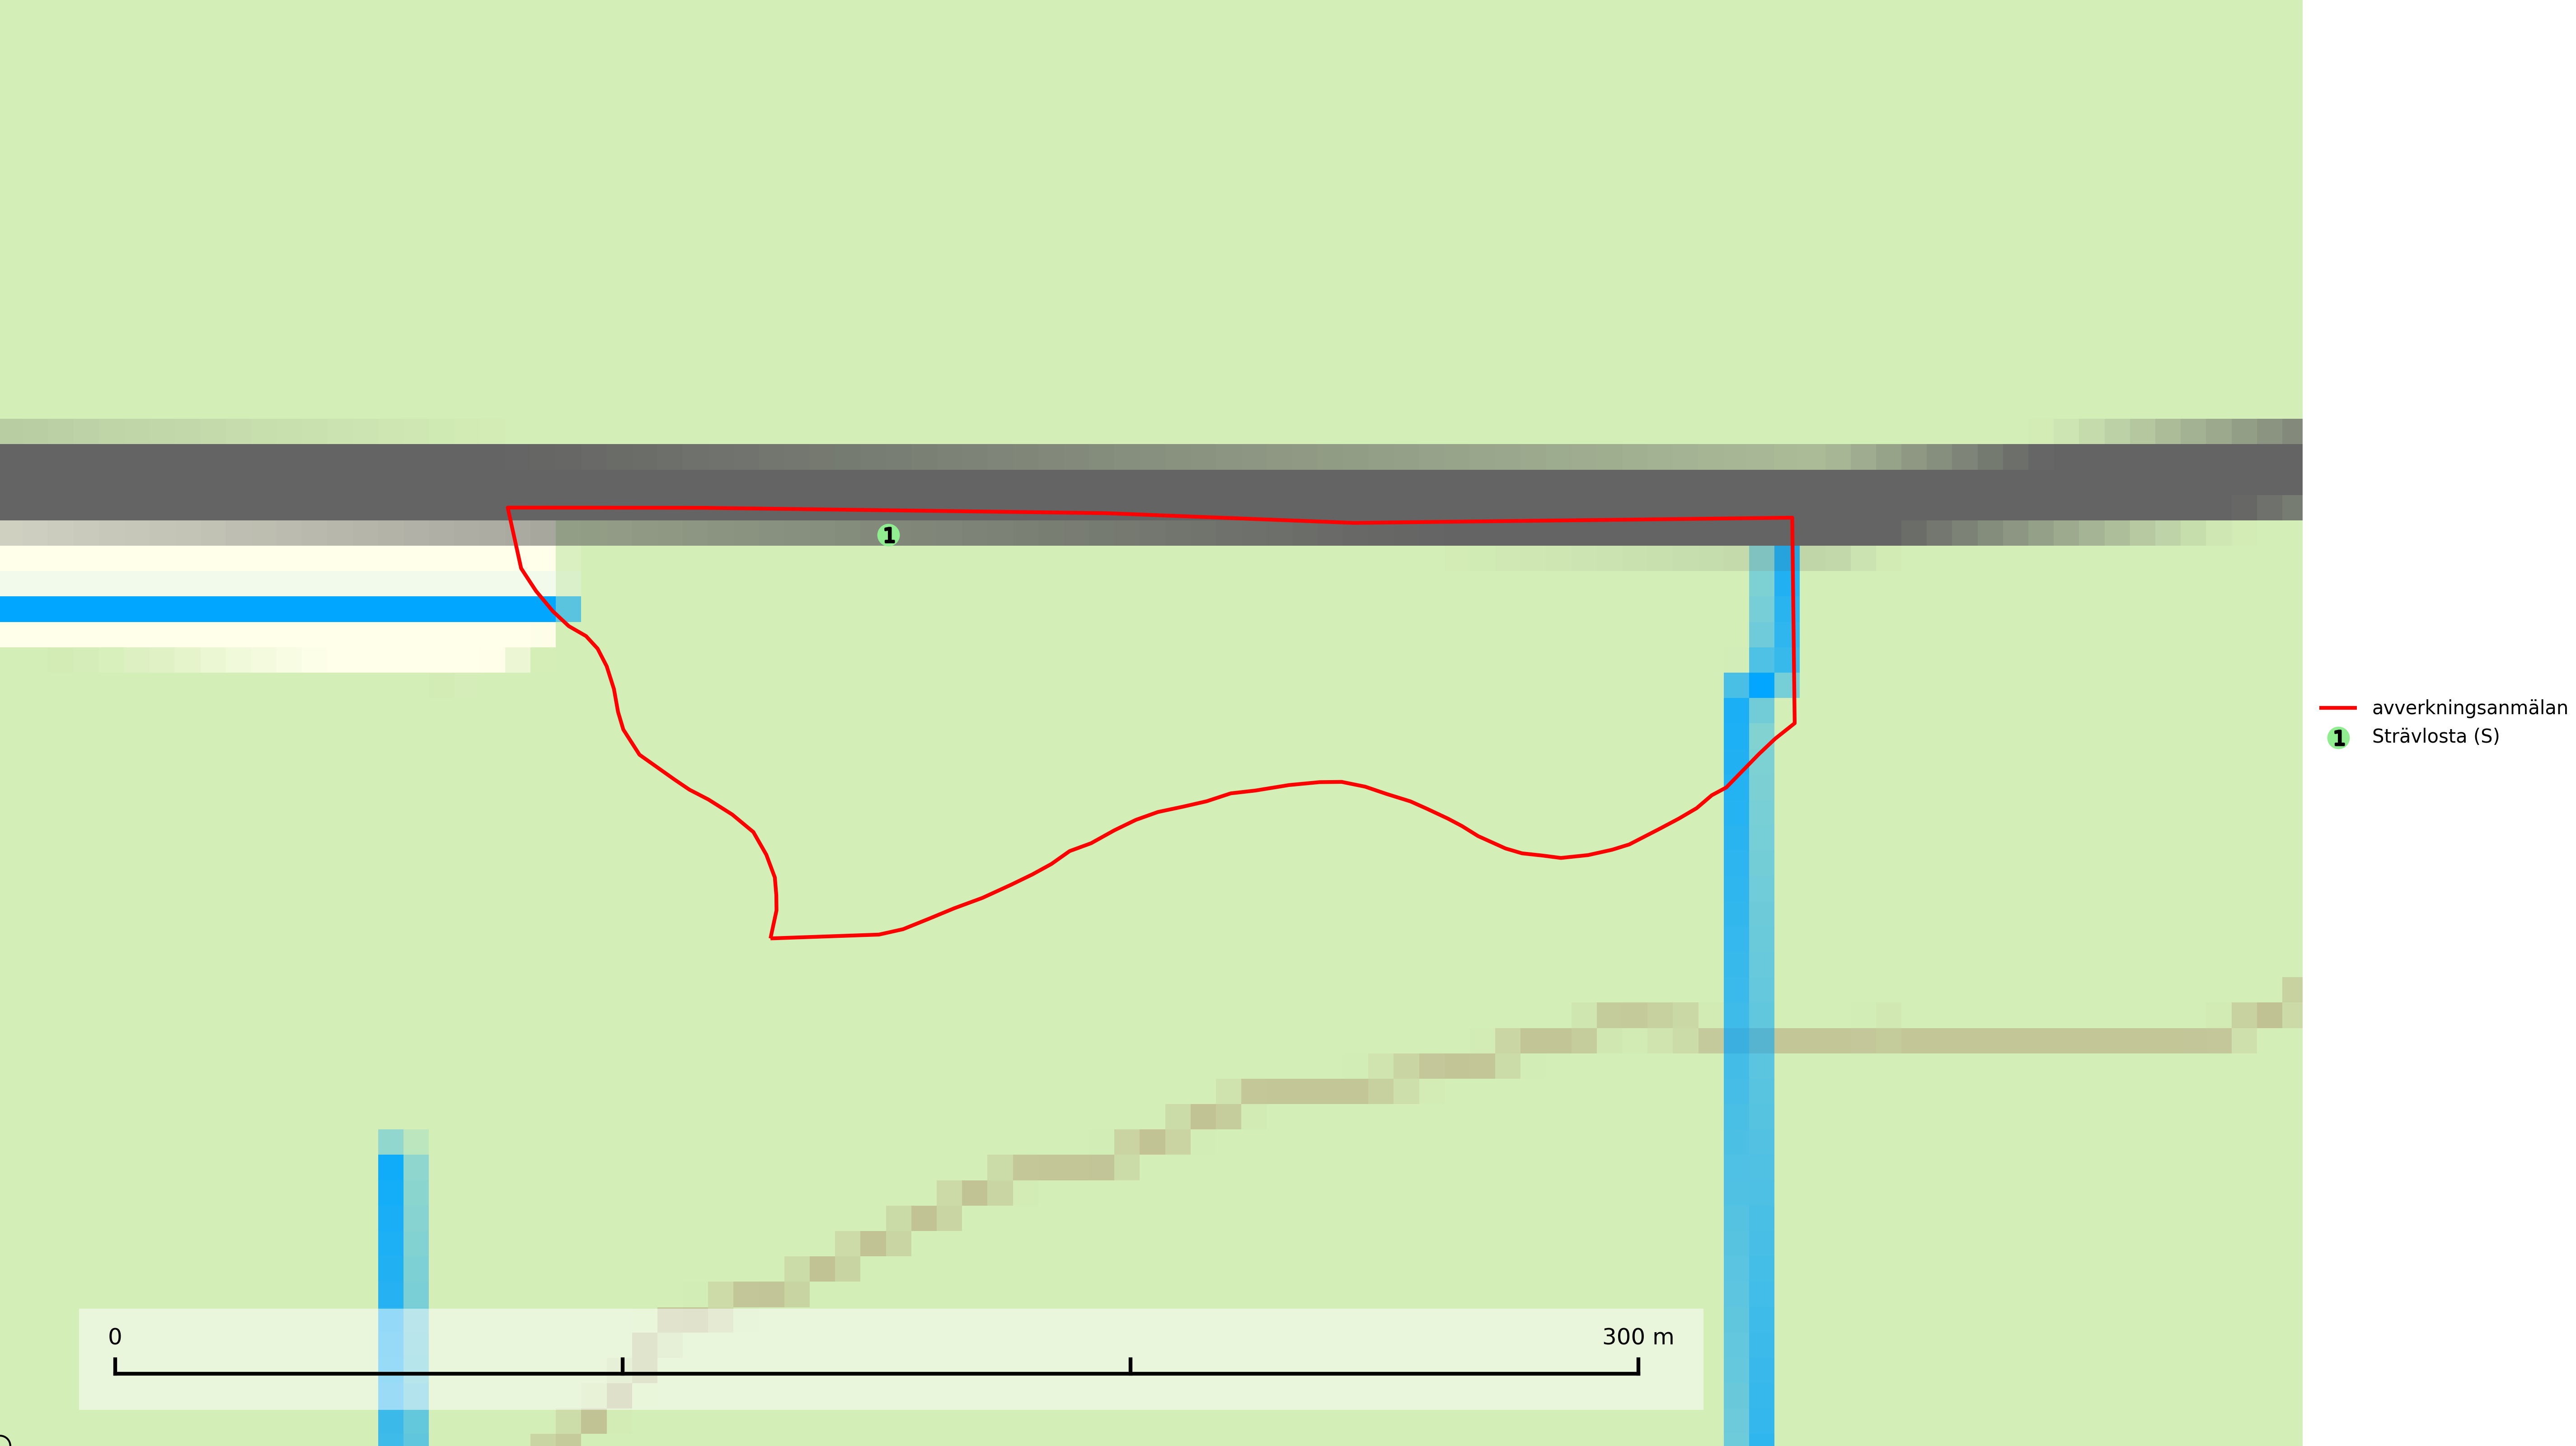 1
avverkningsanmälan
1 Strävlosta (S)
0 300 m